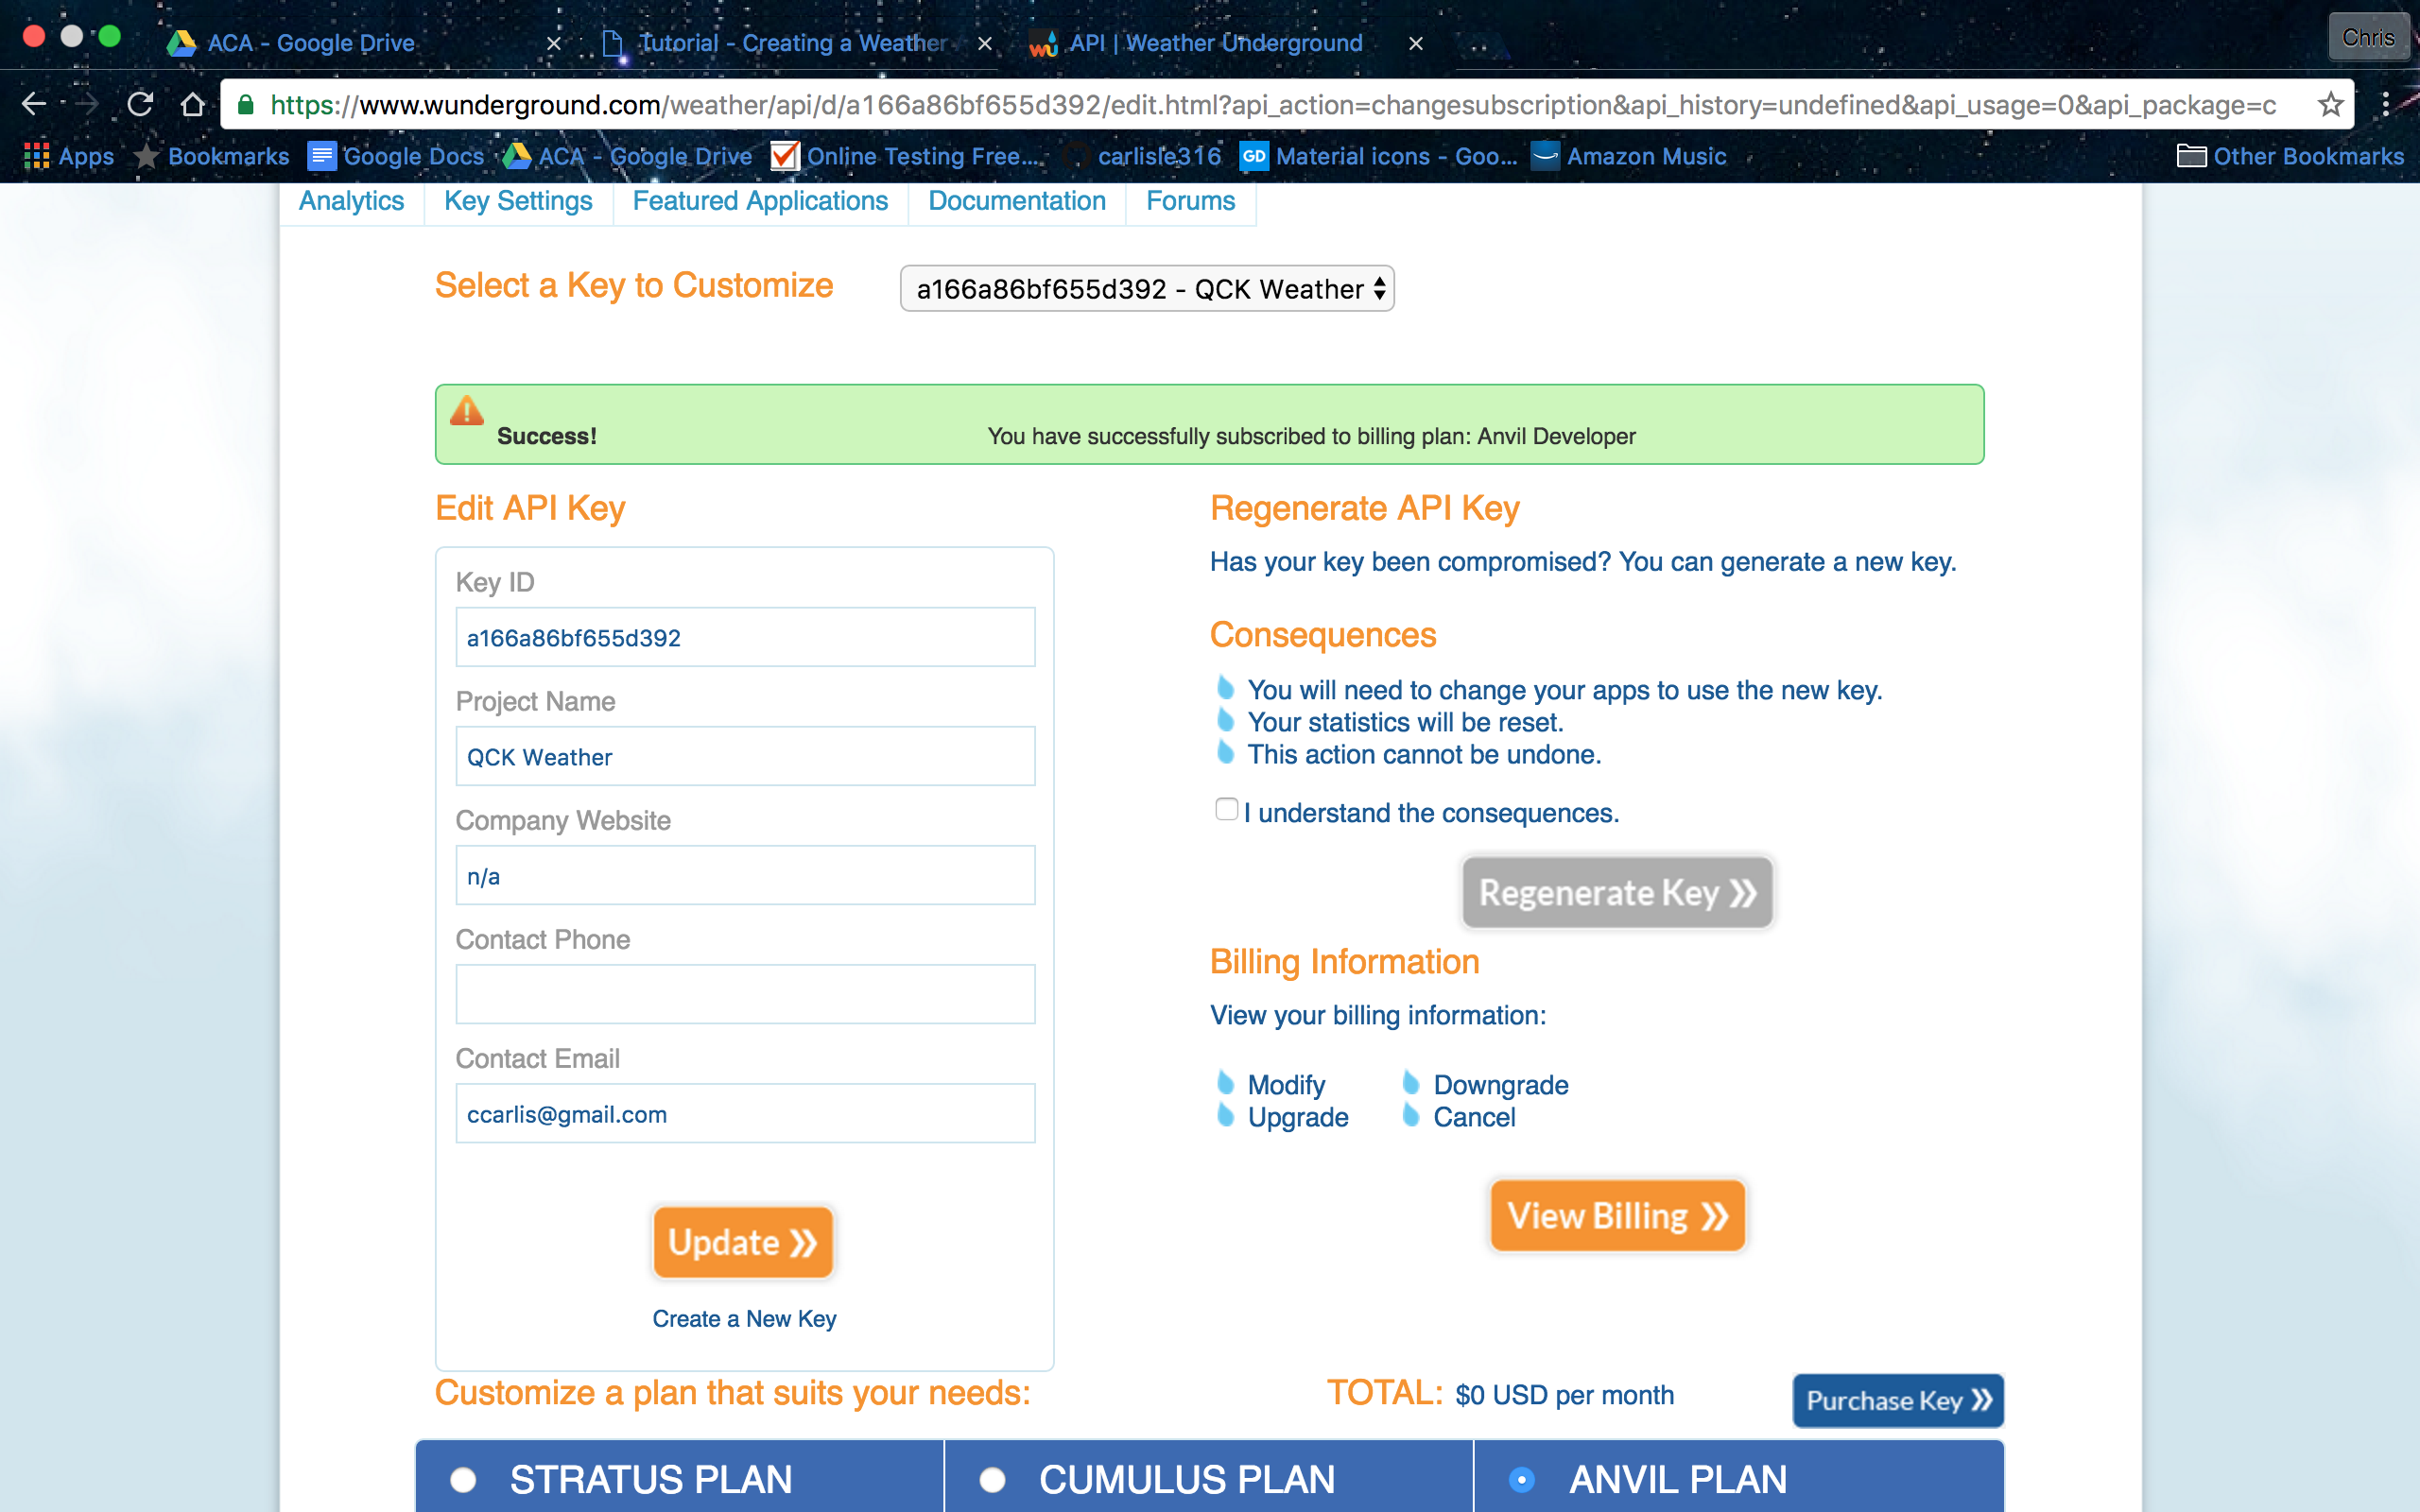 ACA - Google Drive
Tutorial - Creating a Weather
API | Weather Underground
Chris
https://www.wunderground.com/weather/api/d/a166a86bf655d392/edit.html?api_action=changesubscription&api_history=undefined&api_usage=0&api_package=c
Apps
Bookmarks
Google Docs
ACA - Google Drive
Online Testing Free...
carlisle316
GD
Material icons - Goo...
Amazon Music
Other Bookmarks
Analytics
Key Settings
Featured Applications
Documentation
Forums
Select a Key to Customize
a166a86bf655d392 - QCK Weather
Success!
You have successfully subscribed to billing plan: Anvil Developer
Edit API Key
Key ID
a166a86bf655d392
Project Name
QCK Weather
Company Website
n/a
Contact Phone
Contact Email
ccarlis@gmail.com
Update »
Create a New Key
Regenerate API Key
Has your key been compromised? You can generate a new key.
Consequences
You will need to change your apps to use the new key.
Your statistics will be reset.
This action cannot be undone.
I understand the consequences.
Regenerate Key »
Billing Information
View your billing information:
Modify
Downgrade
Upgrade
Cancel
View Billing »
Customize a plan that suits your needs:
TOTAL: $0 USD per month
Purchase Key »
STRATUS PLAN
CUMULUS PLAN
ANVIL PLAN